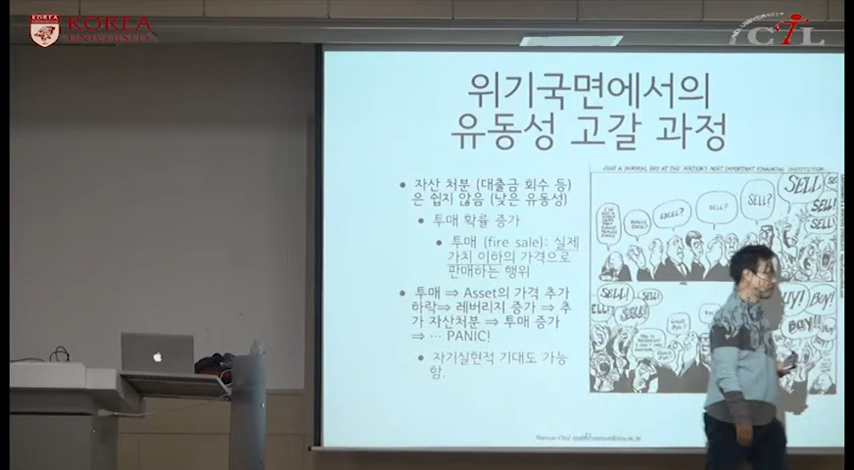 KOREA
UNIVERSITY
CTL
위기국면에서의
유동성 고갈 과정
• 자산 처분 (대출금 회수 등)
은 쉽지 않음 (낮은 유동성)
• 투매 확률 증가
• 투매 (fire sale): 실제
가치 이하의 가격으로
판매하는 행위
• 투매 ⇒ Asset의 가격 추가
하락⇒ 레버리지 증가 ⇒ 추
가 자산처분 ⇒ 투매 증가
⇒ … PANIC!
• 자기실현적 기대도 가능
함.
JUST A NORMAL DAY AT THE NATION'S MOST IMPORTANT FINANCIAL INSTITUTION...
EXCEL?
SELL?
SELL?
SELL!
SELL!
SELL!
SELL!
SELL!
SELL!
BUY!
BUY!
BUY!!